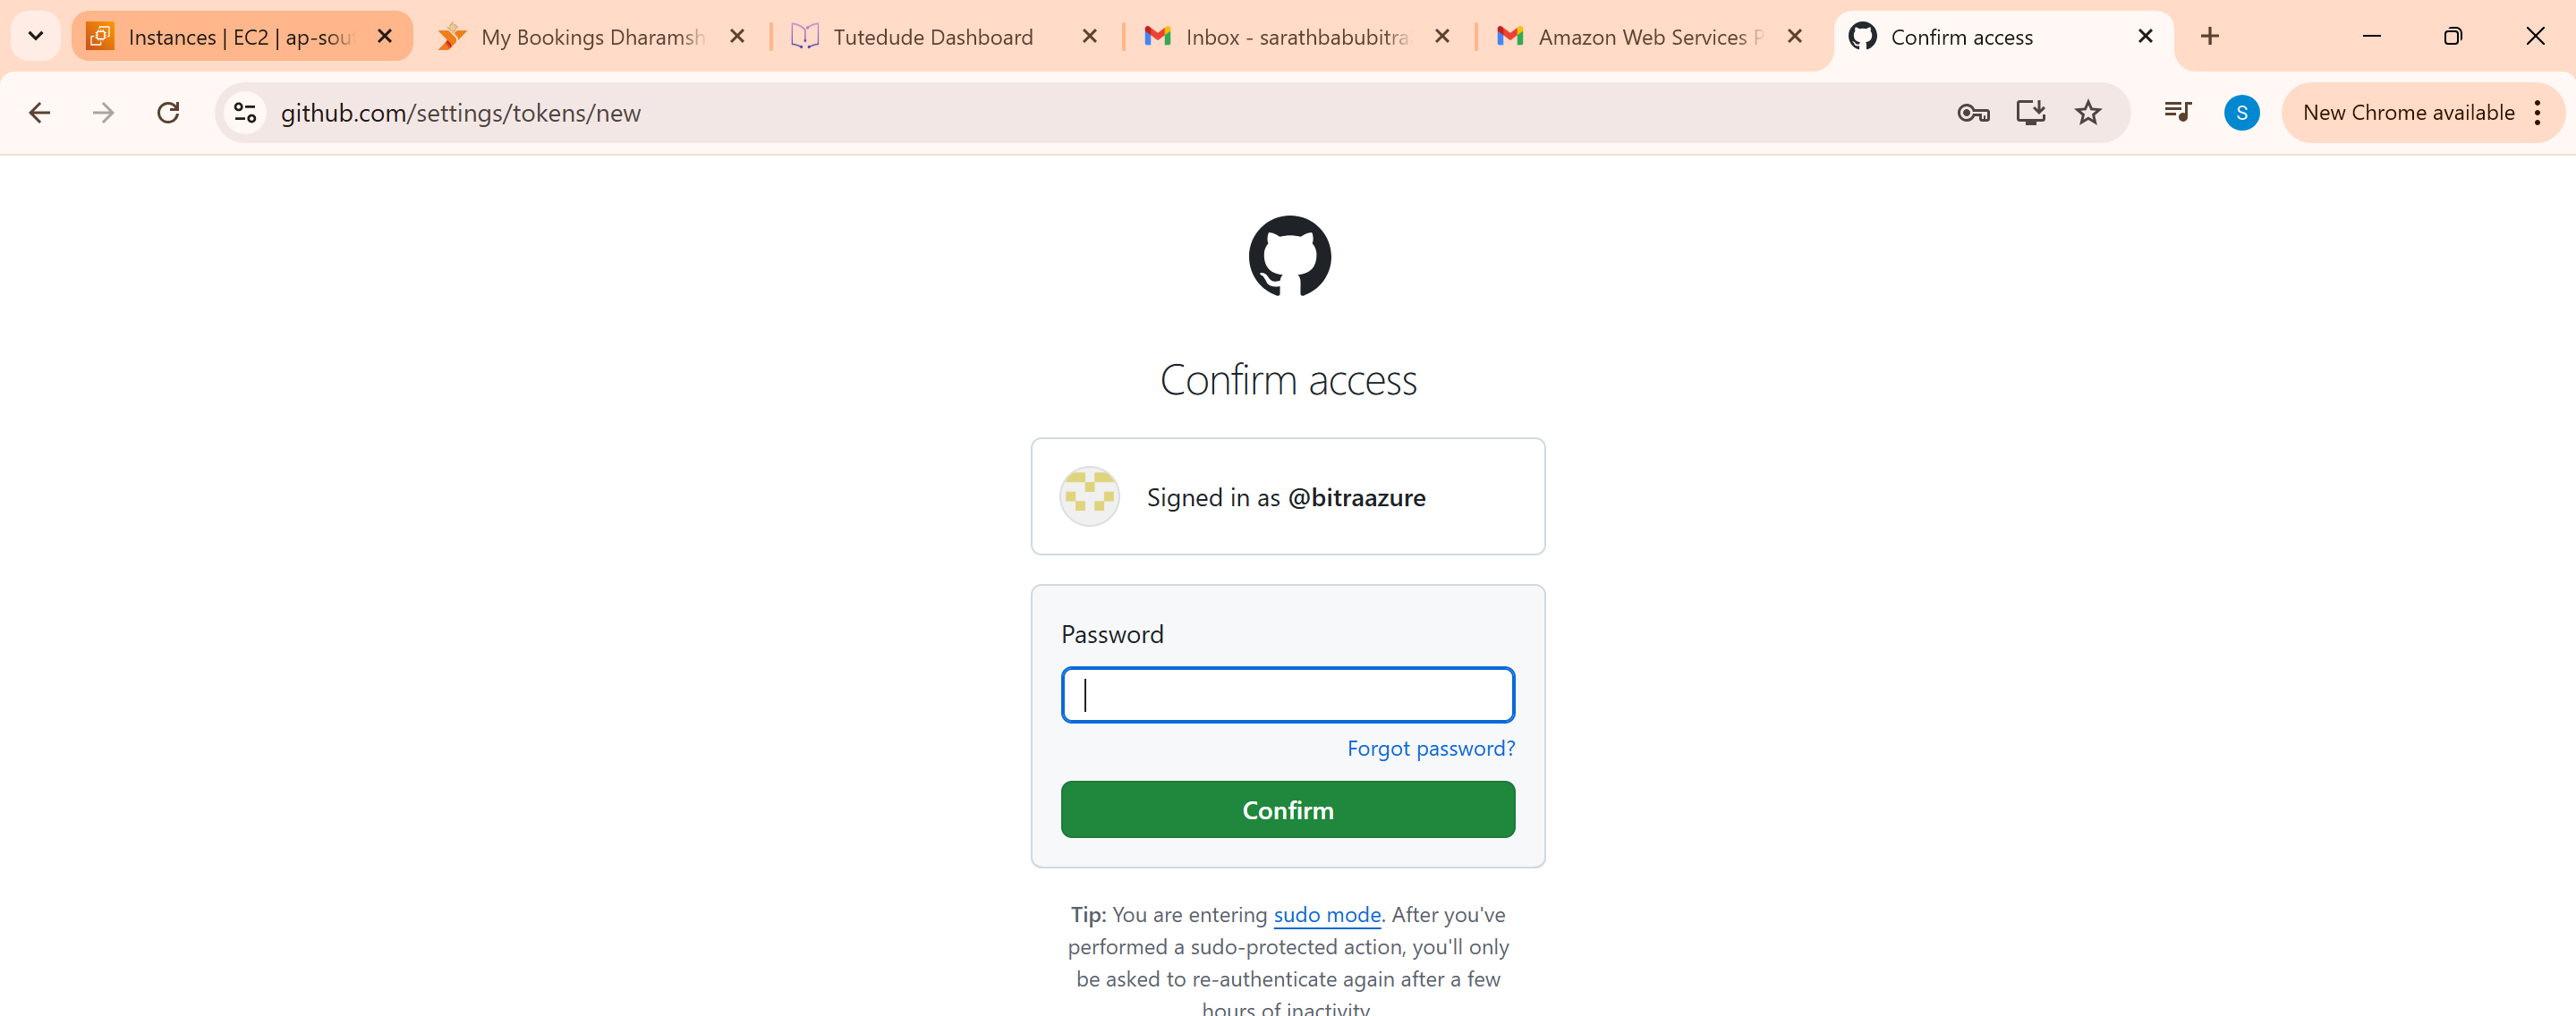 Instances | EC2 | ap-sou
My Bookings Dharamsh
Tutedude Dashboard
Inbox - sarathbabubitra
Amazon Web Services P
Confirm access
github.com/settings/tokens/new
S
New Chrome available
Confirm access
Signed in as @bitraazure
Password
Forgot password?
Confirm
Tip: You are entering sudo mode. After you've
performed a sudo-protected action, you'll only
be asked to re-authenticate again after a few
hours of inactivity